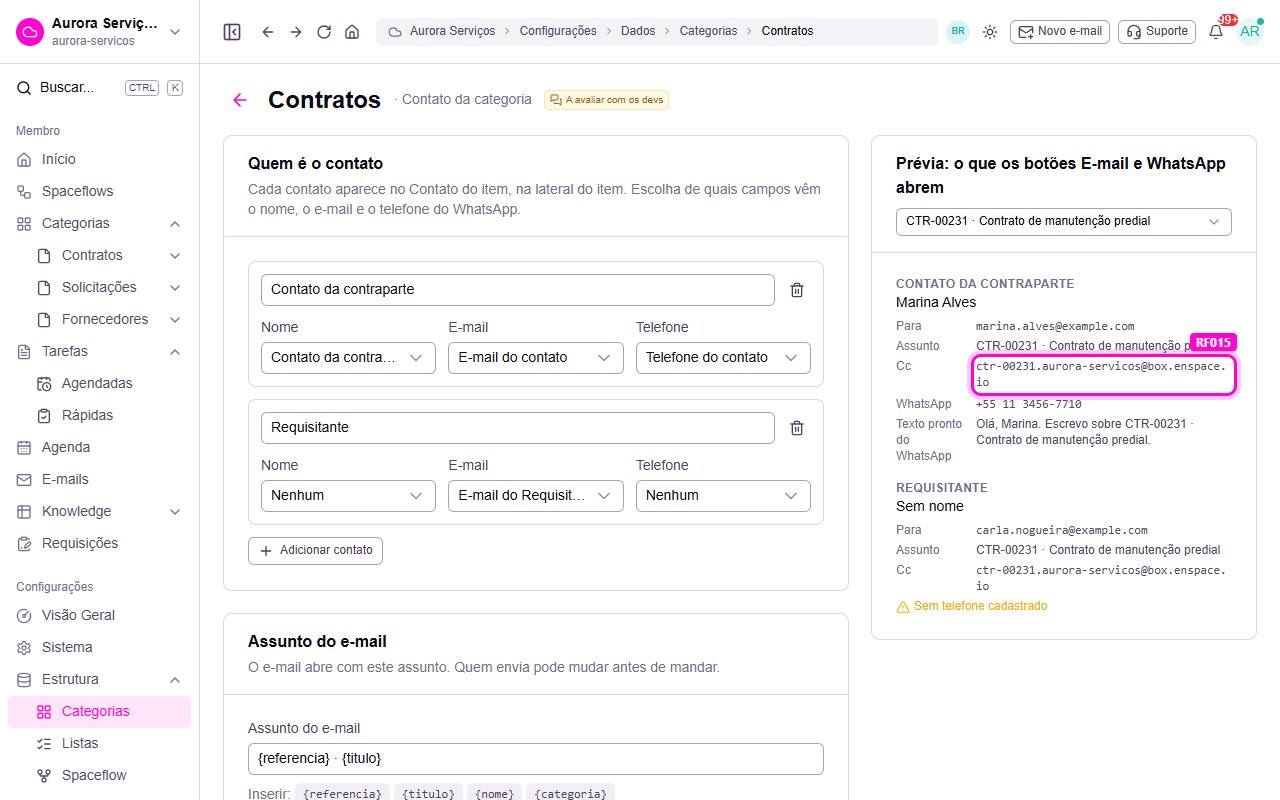 Aurora Serviç...
aurora-servicos
Aurora Serviços > Configurações > Dados > Categorias > Contratos
BR
Novo e-mail
Suporte
99+
AR
Buscar...
CTRL K
Membro
Início
Spaceflows
Categorias
Contratos
Solicitações
Fornecedores
Tarefas
Agendadas
Rápidas
Agenda
E-mails
Knowledge
Requisições
Configurações
Visão Geral
Sistema
Estrutura
Categorias
Listas
Spaceflow
Contratos · Contato da categoria
A avaliar com os devs
Quem é o contato
Cada contato aparece no Contato do item, na lateral do item. Escolha de quais campos vêm
o nome, o e-mail e o telefone do WhatsApp.
Contato da contraparte
Nome E-mail Telefone
Contato da contra... E-mail do contato Telefone do contato
Requisitante
Nome E-mail Telefone
Nenhum E-mail do Requisit... Nenhum
Adicionar contato
Assunto do e-mail
O e-mail abre com este assunto. Quem envia pode mudar antes de mandar.
Assunto do e-mail
{referencia} · {titulo}
Inserir: {referencia} {titulo} {nome} {categoria}
Prévia: o que os botões E-mail e WhatsApp
abrem
CTR-00231 · Contrato de manutenção predial
CONTATO DA CONTRAPARTE
Marina Alves
Para marina.alves@example.com
Assunto CTR-00231 · Contrato de manutenção p
RF015
Cc ctr-00231.aurora-servicos@box.enspace.
io
WhatsApp +55 11 3456-7710
Texto pronto Olá, Marina. Escrevo sobre CTR-00231 ·
do Contrato de manutenção predial.
WhatsApp
REQUISITANTE
Sem nome
Para carla.nogueira@example.com
Assunto CTR-00231 · Contrato de manutenção predial
Cc ctr-00231.aurora-servicos@box.enspace.
io
Sem telefone cadastrado